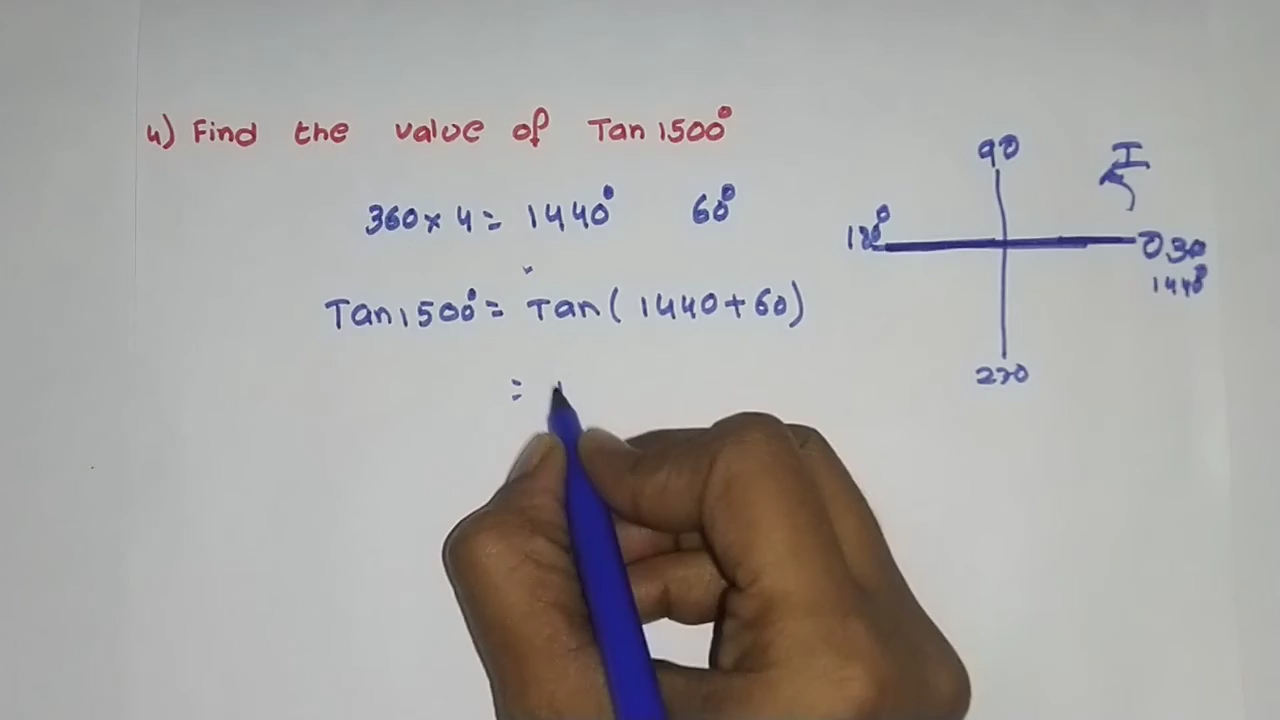 4) Find the value of Tan 1500°
360 × 4 = 1440° 60°
Tan 1500° = Tan ( 1440 + 60 )
=
90
I
180°
0
1440°
270